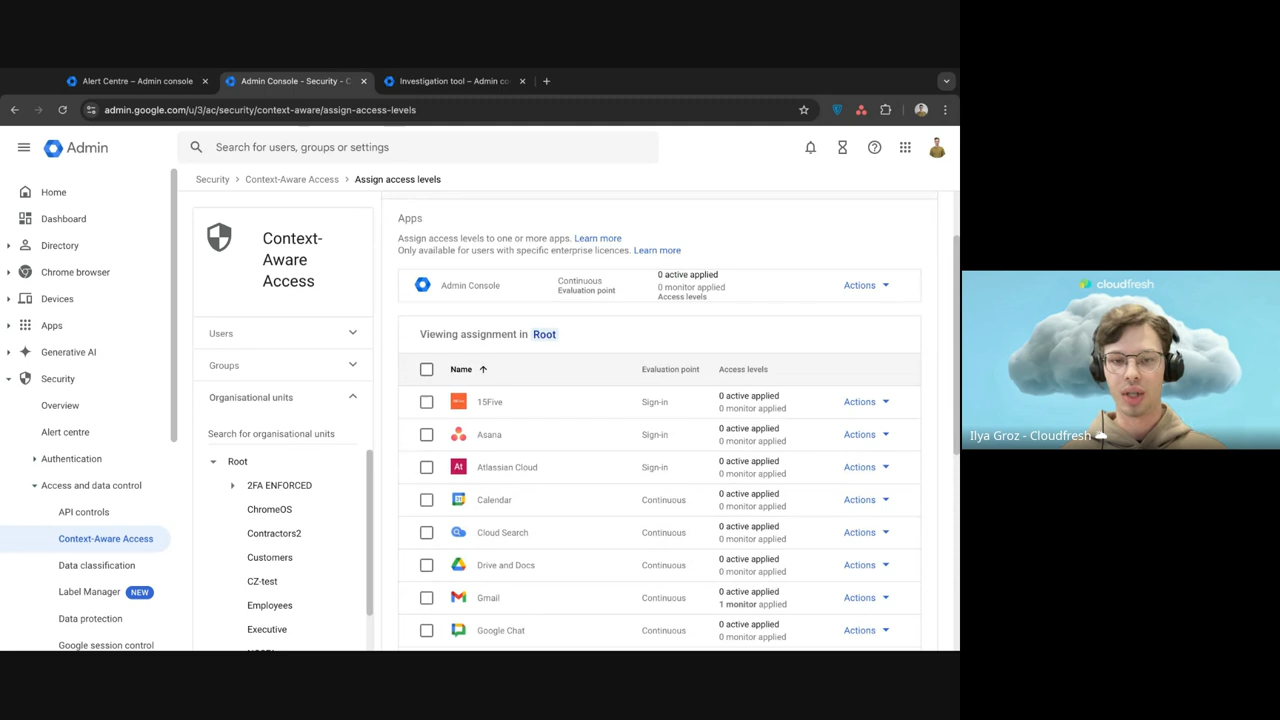 Alert Centre – Admin console
Admin Console - Security - C
Investigation tool – Admin co
admin.google.com/u/3/ac/security/context-aware/assign-access-levels
Admin
Search for users, groups or settings
Home
Dashboard
Directory
Chrome browser
Devices
Apps
Generative AI
Security
Overview
Alert centre
Authentication
Access and data control
API controls
Context-Aware Access
Data classification
Label Manager NEW
Data protection
Google session control
Security > Context-Aware Access > Assign access levels
Context-
Aware
Access
Users
Groups
Organisational units
Search for organisational units
Root
2FA ENFORCED
ChromeOS
Contractors2
Customers
CZ-test
Employees
Executive
Apps
Assign access levels to one or more apps. Learn more
Only available for users with specific enterprise licences. Learn more
Admin Console
Continuous
Evaluation point
0 active applied
0 monitor applied
Access levels
Actions
Viewing assignment in Root
Name Evaluation point Access levels
15Five Sign-in 0 active applied Actions
0 monitor applied
Asana Sign-in 0 active applied Actions
0 monitor applied
At Atlassian Cloud Sign-in 0 active applied Actions
0 monitor applied
Calendar Continuous 0 active applied Actions
0 monitor applied
Cloud Search Continuous 0 active applied Actions
0 monitor applied
Drive and Docs Continuous 0 active applied Actions
0 monitor applied
Gmail Continuous 0 active applied Actions
1 monitor applied
Google Chat Continuous 0 active applied Actions
0 monitor applied
cloudfresh
Ilya Groz - Cloudfresh